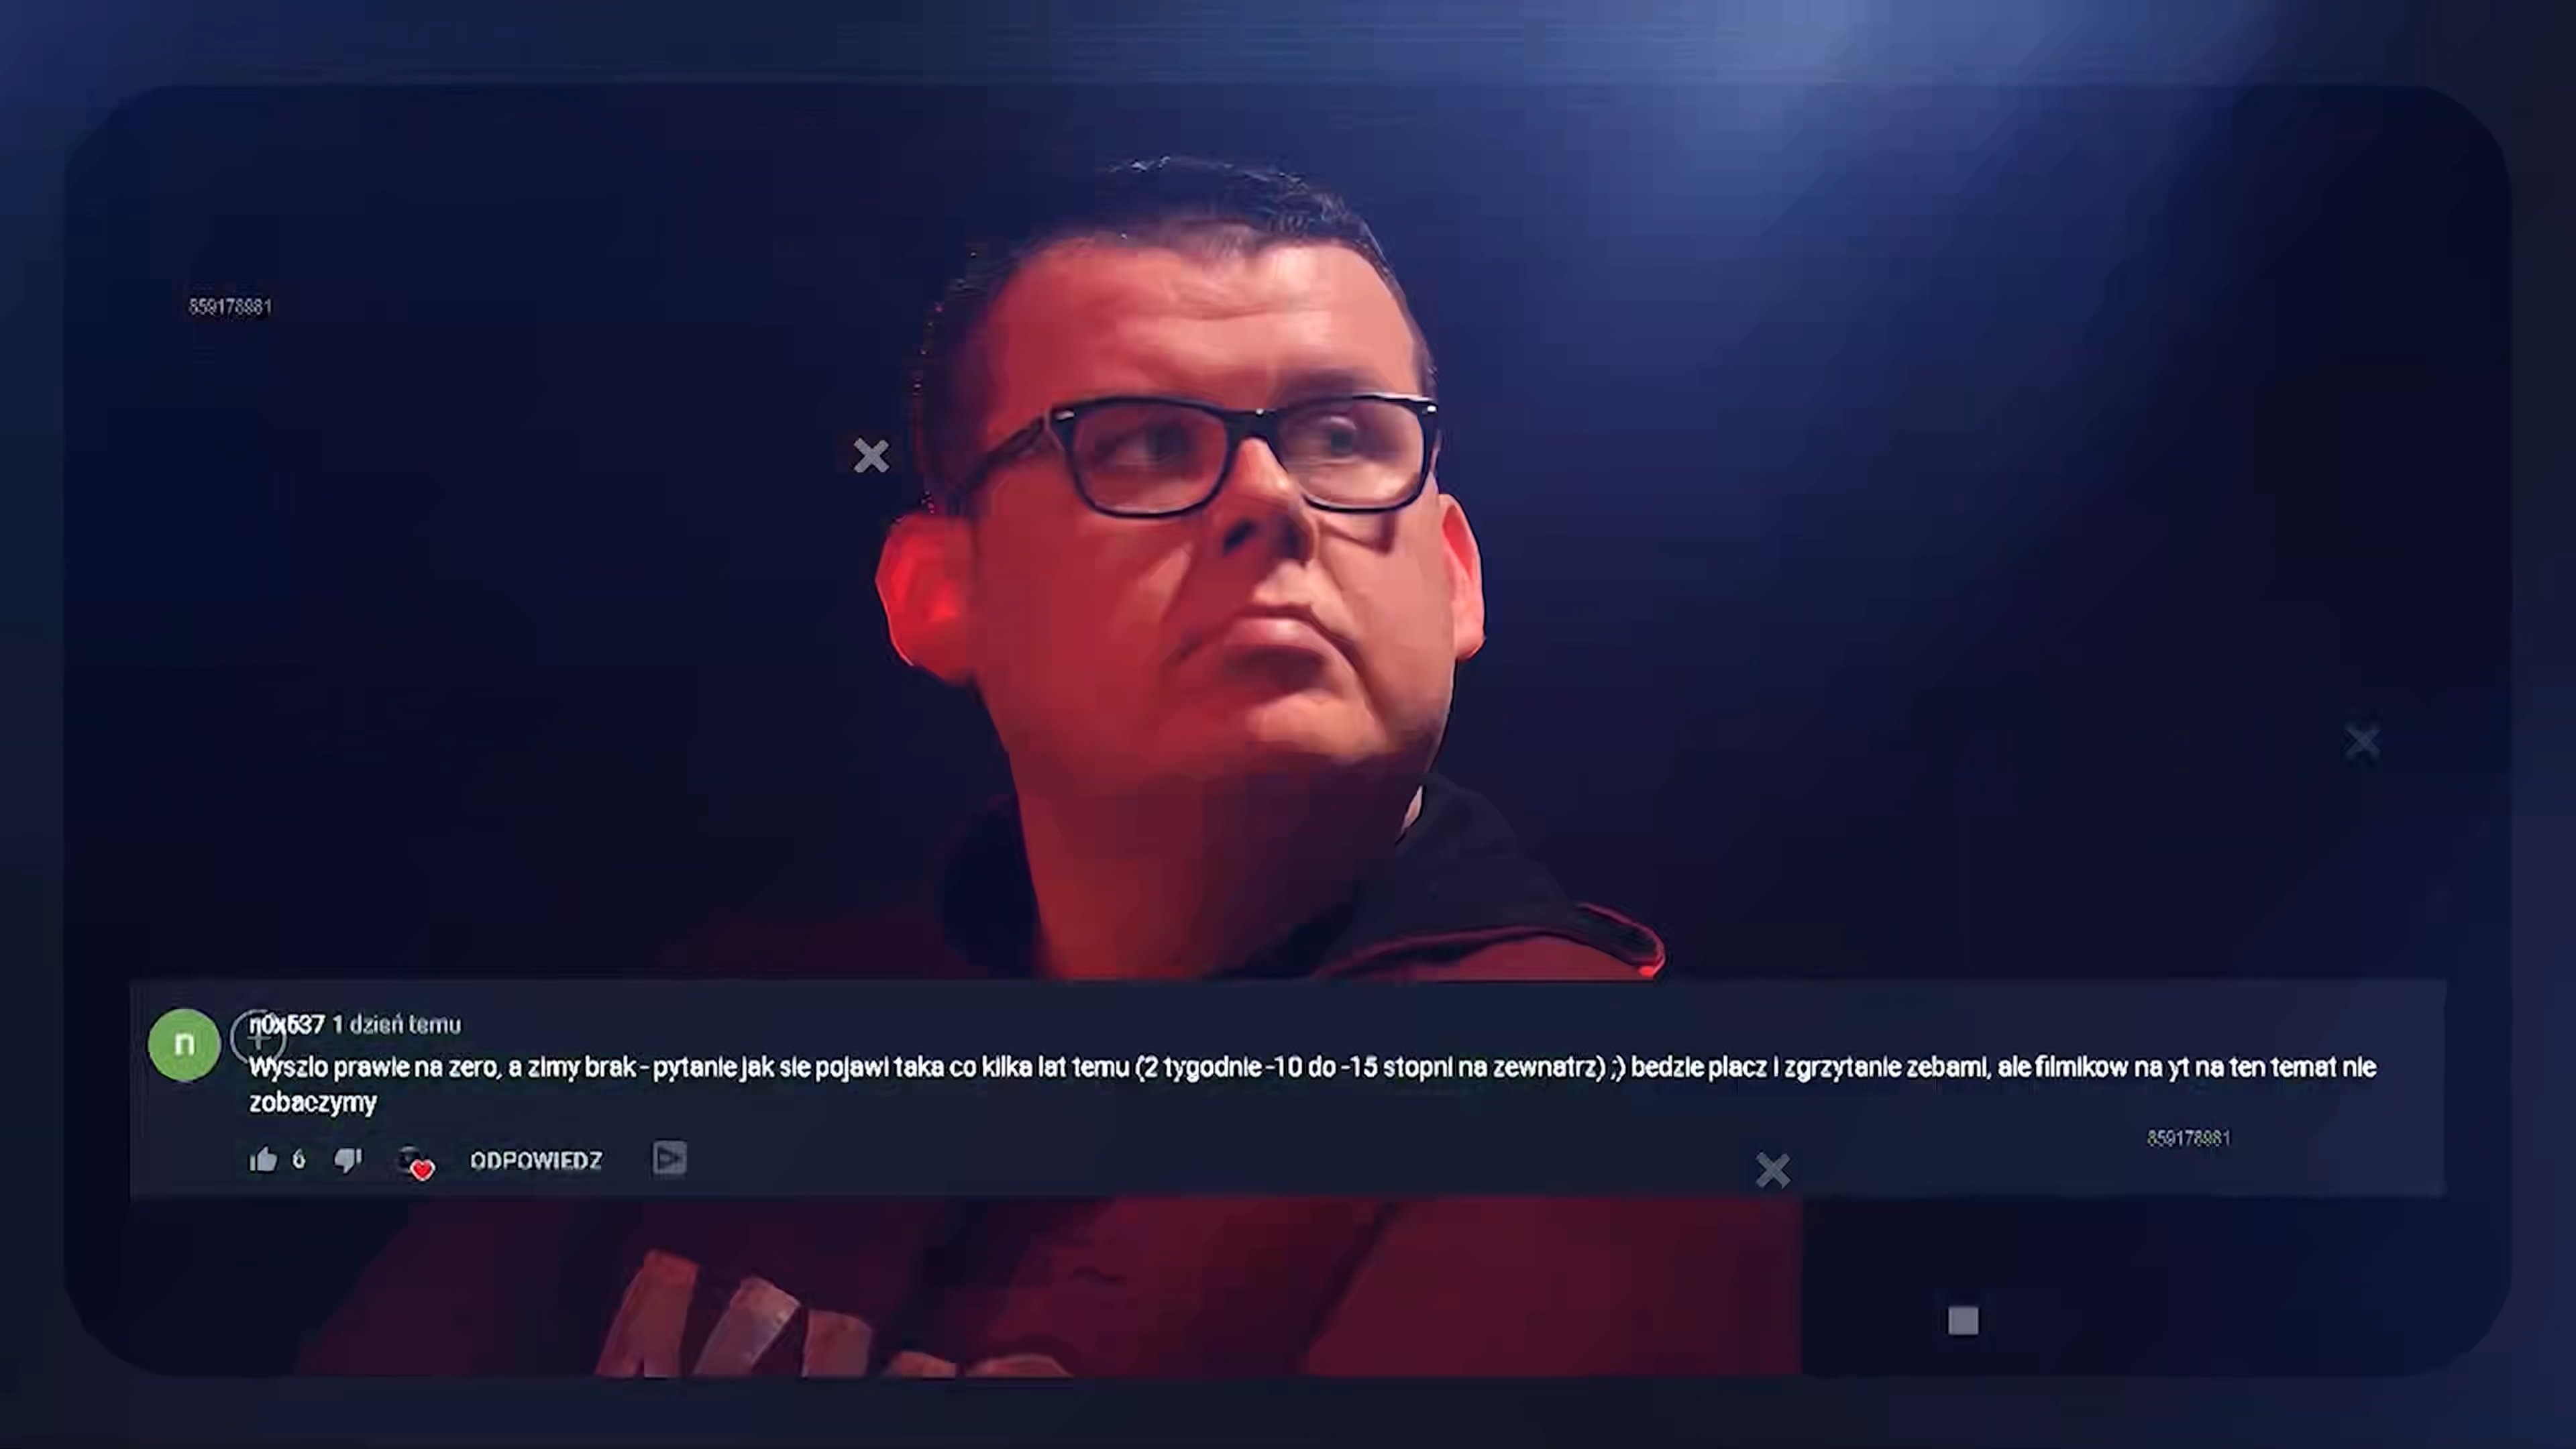 859178981
n
n0x537 1 dzień temu
Wyszlo prawie na zero, a zimy brak - pytanie jak sie pojawi taka co kilka lat temu (2 tygodnie -10 do -15 stopni na zewnatrz) ;) bedzie placz i zgrzytanie zebami, ale filmikow na yt na ten temat nie
zobaczymy
859178981
6 ODPOWIEDZ